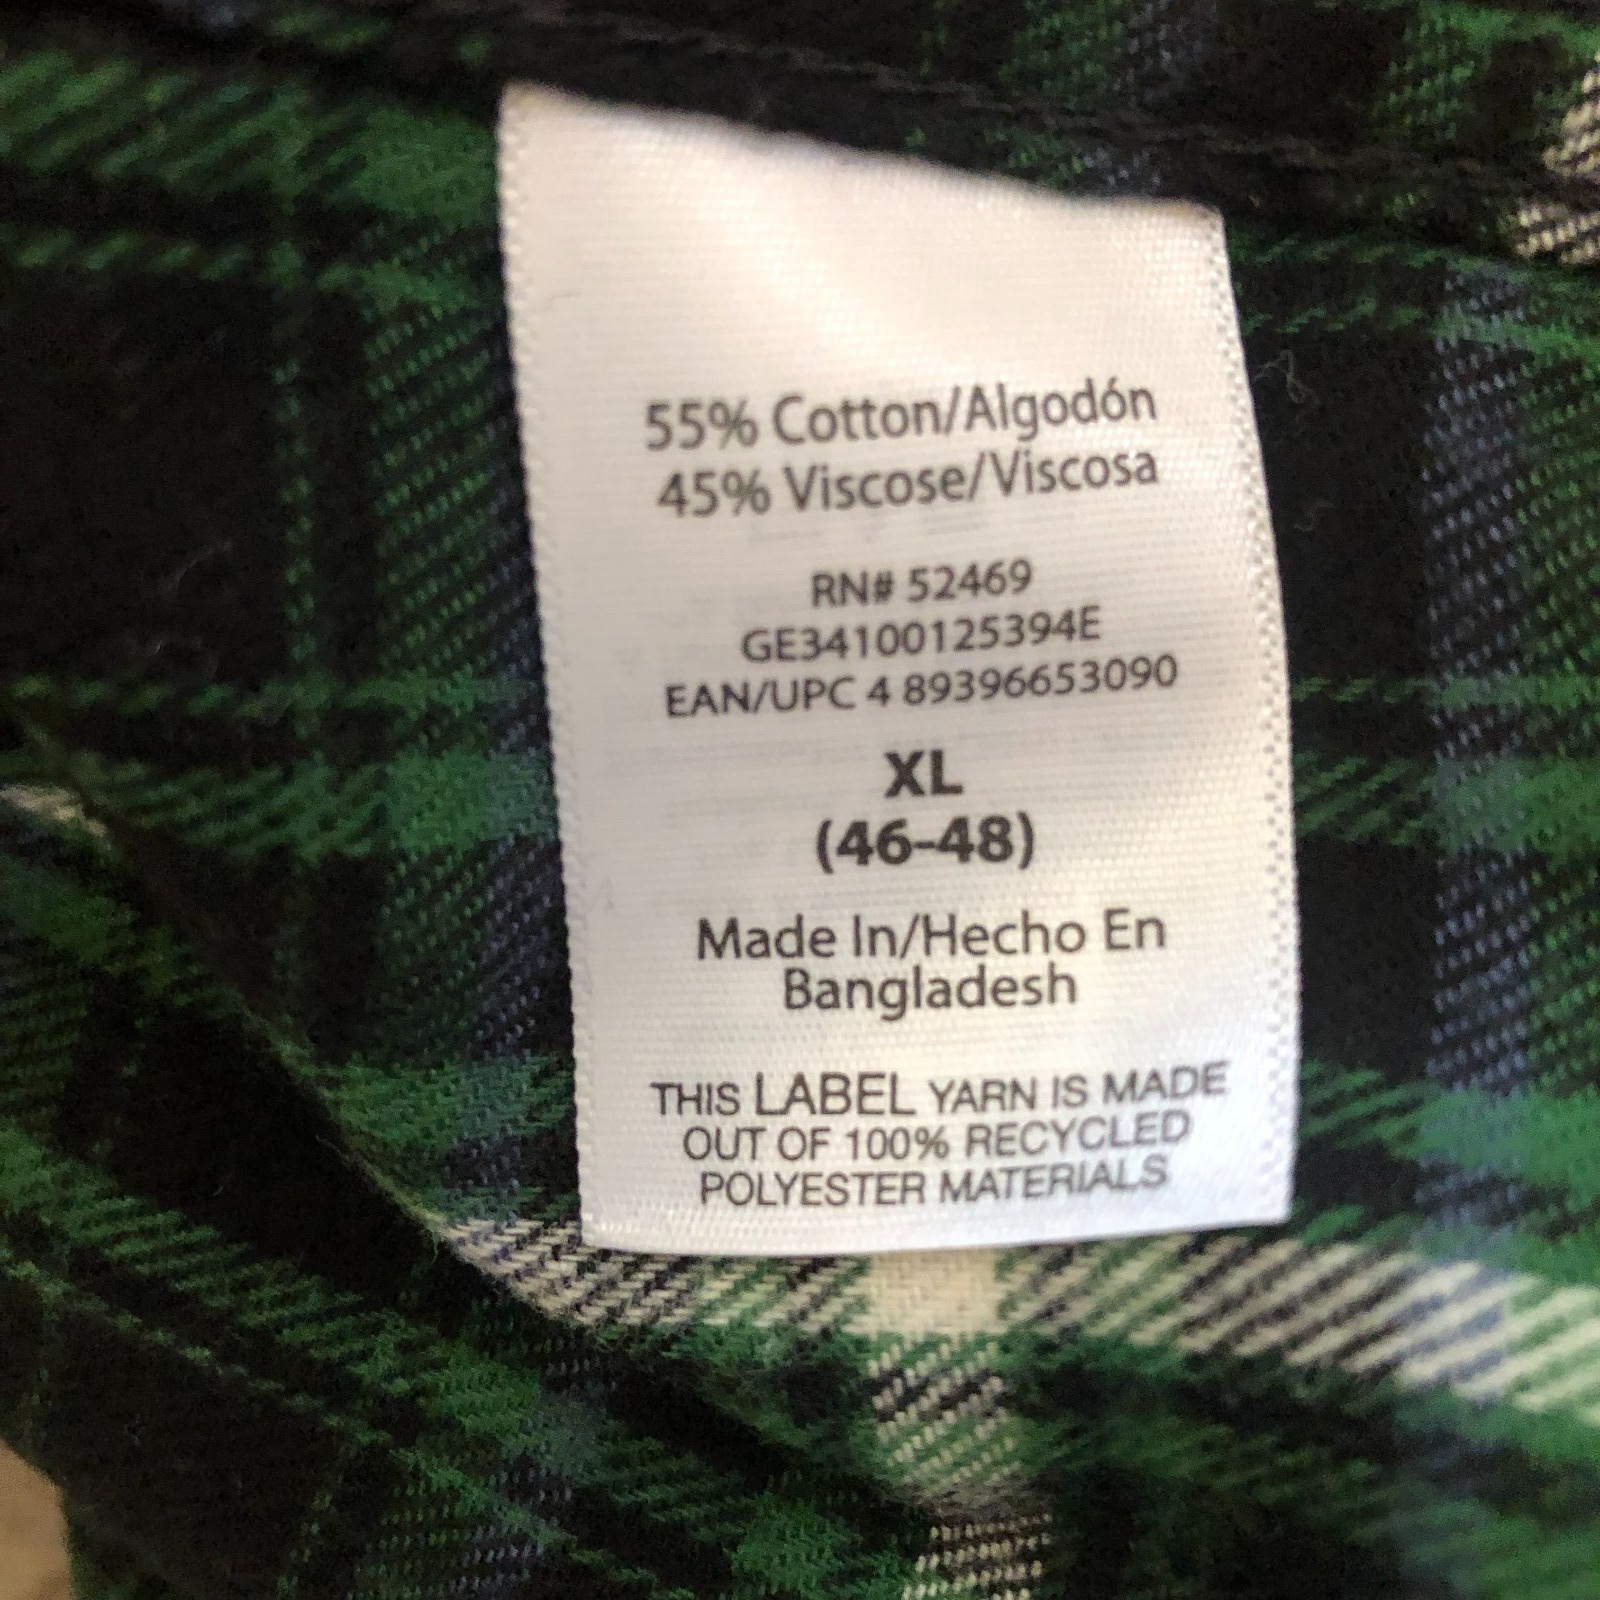 55% Cotton/Algodón
45% Viscose/Viscosa
RN# 52469
GE34100125394E
EAN/UPC 4 89396653090
XL
(46-48)
Made In/Hecho En
Bangladesh
THIS LABEL YARN IS MADE
OUT OF 100% RECYCLED
POLYESTER MATERIALS